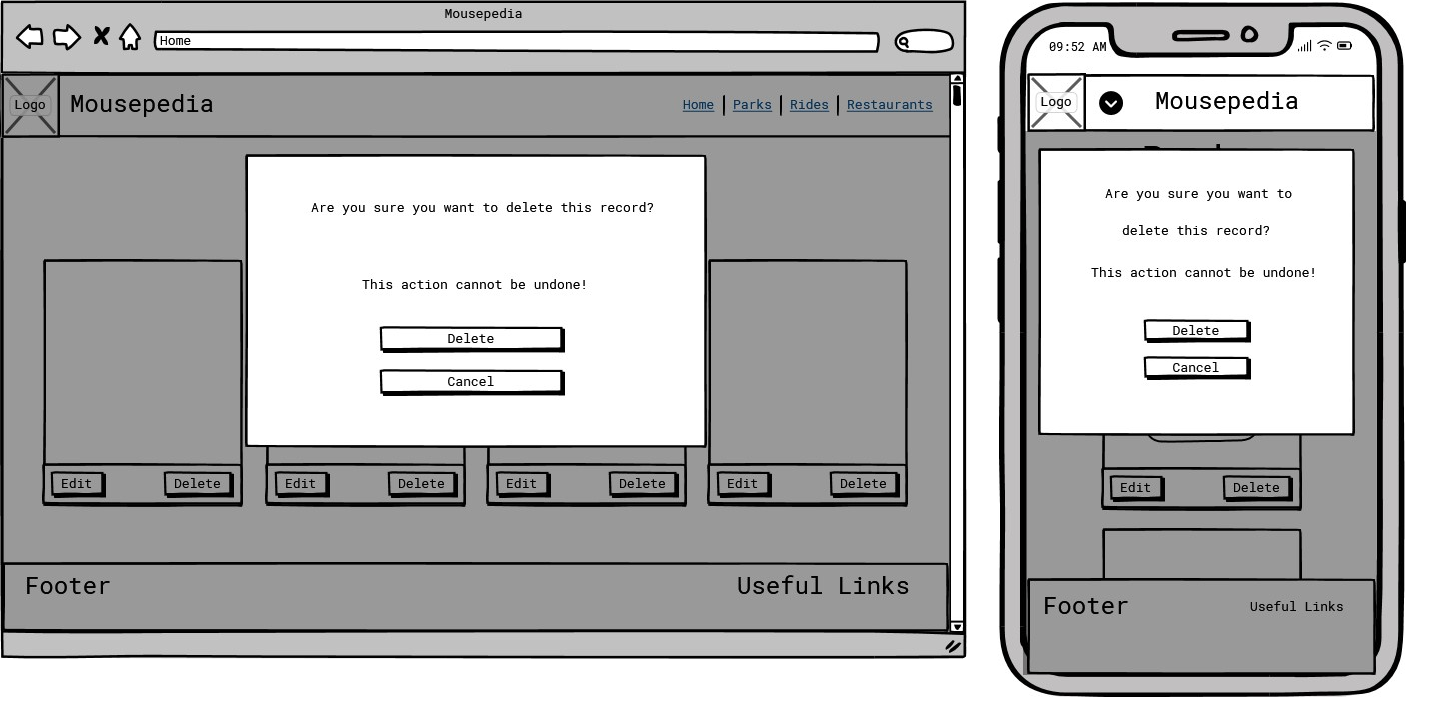 Mousepedia
Home
Logo
Mousepedia
Home
Parks
Rides
Restaurants
Are you sure you want to delete this record?
This action cannot be undone!
Delete
Cancel
Edit
Delete
Edit
Delete
Edit
Delete
Edit
Delete
Footer
Useful Links
09:52 AM
Logo
Mousepedia
Are you sure you want to
delete this record?
This action cannot be undone!
Delete
Cancel
Edit
Delete
Footer
Useful Links